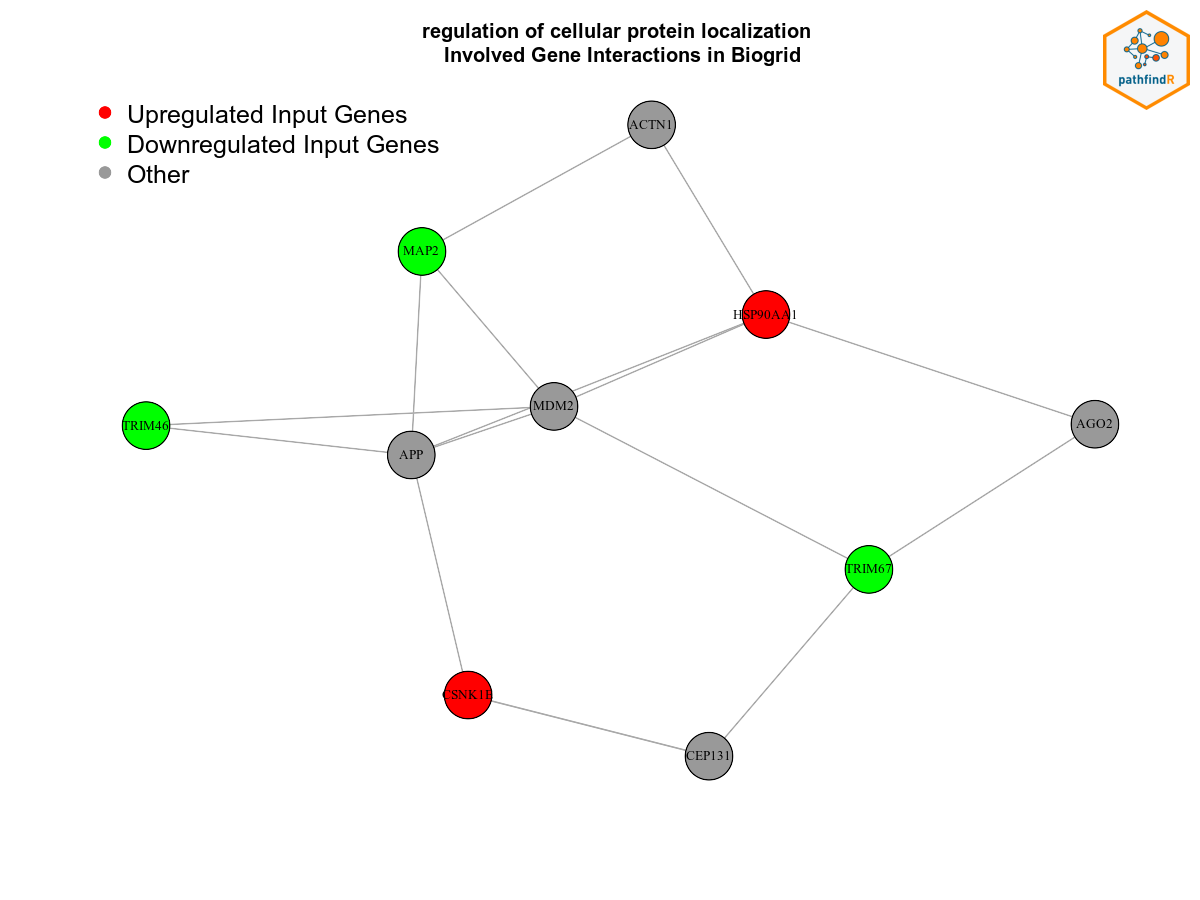 regulation of cellular protein localization
Involved Gene Interactions in Biogrid
pathfindR
Upregulated Input Genes
Downregulated Input Genes
Other
ACTN1
MAP2
HSP90AA1
MDM2
TRIM46
AGO2
APP
TRIM67
CSNK1E
CEP131